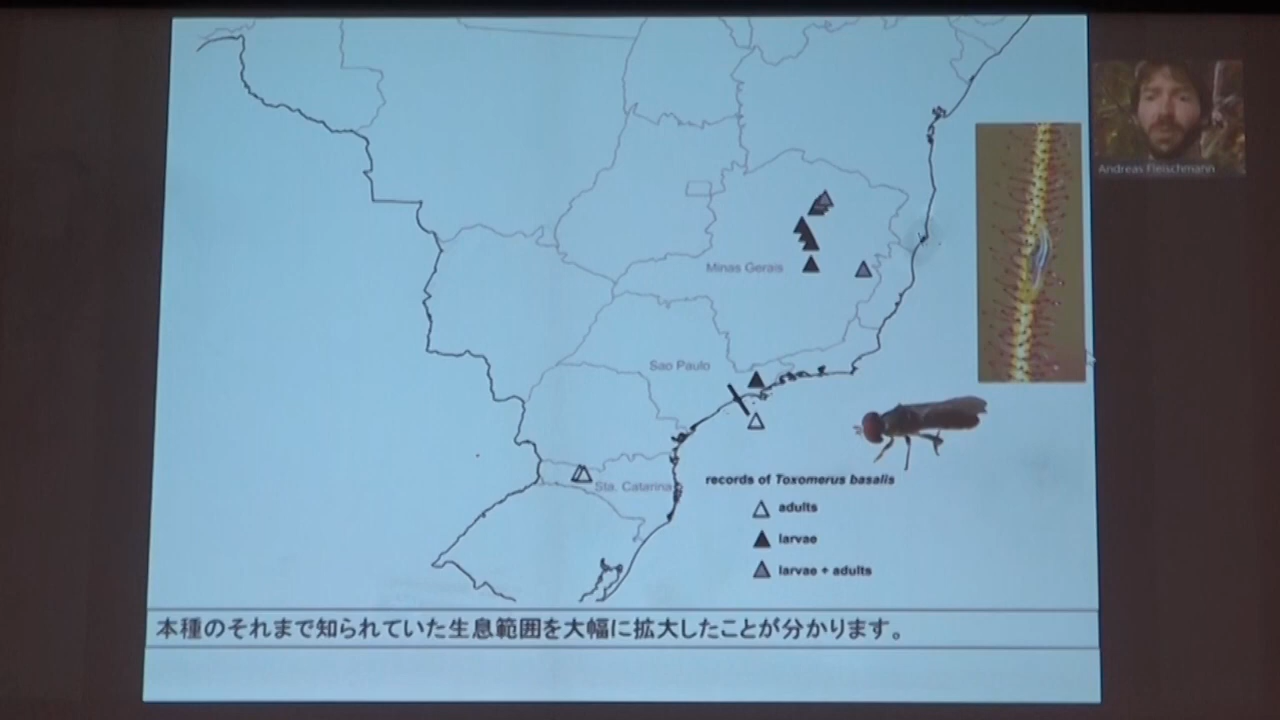 Andreas Fleischmann
Minas Gerais
Sao Paulo
Sta. Catarina
records of Toxomerus basalis
adults
larvae
larvae + adults
本種のそれまで知られていた生息範囲を大幅に拡大したことが分かります。